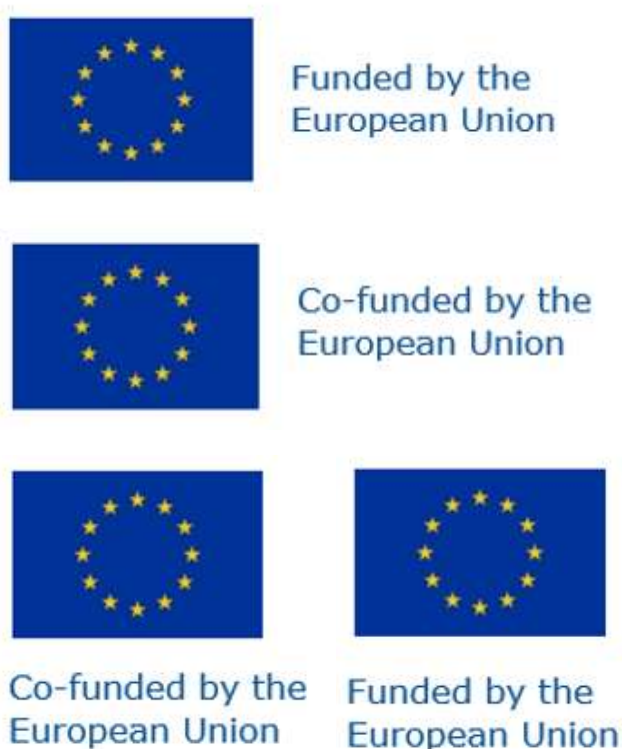 Funded by the
European Union
Co-funded by the
European Union
Co-funded by the
European Union
Funded by the
European Union